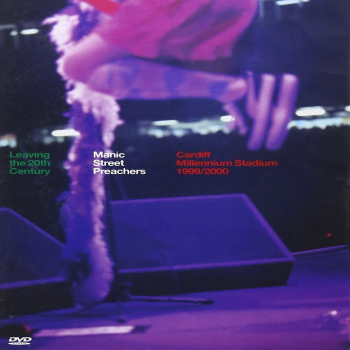 Leaving
the 20th
Century
Manic
Street
Preachers
Cardiff
Millennium Stadium
1999/2000
DVD